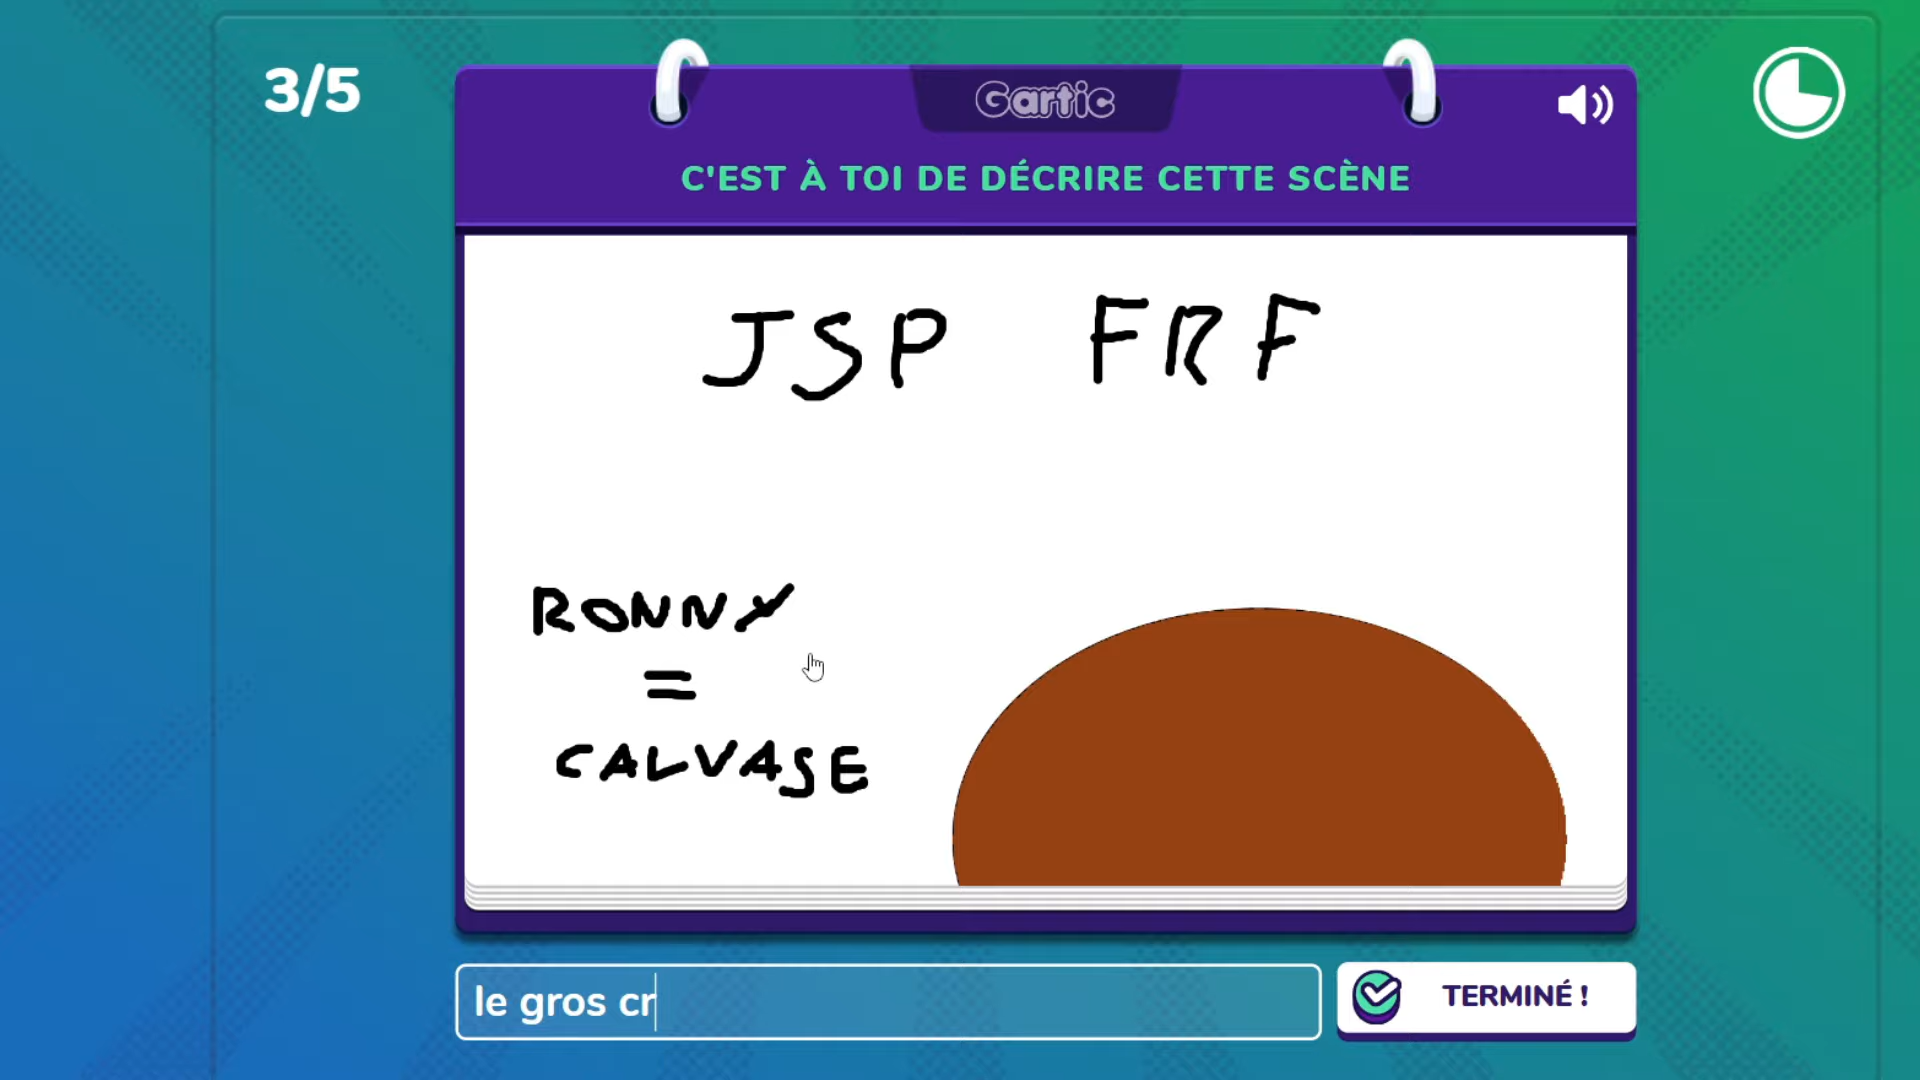 3/5
Gartic
C'EST À TOI DE DÉCRIRE CETTE SCÈNE
JSP FRF
RONNY
=
CALVASE
le gros cr
TERMINÉ !